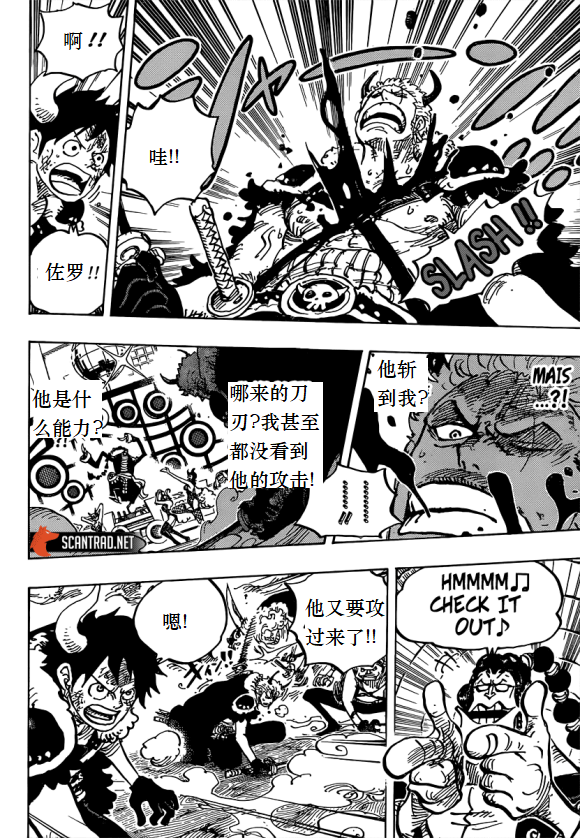 啊!!
哇!!
佐罗!!
SLASH!!
MAIS
...?!
他斩
到我?
哪来的刀
刃?我甚至
都没看到
他的攻击!
他是什
么能力?
............!!
SCANTRAD.NET
嗯!
他又要攻
过来了!!
HMMMM♫
CHECK IT
OUT♪